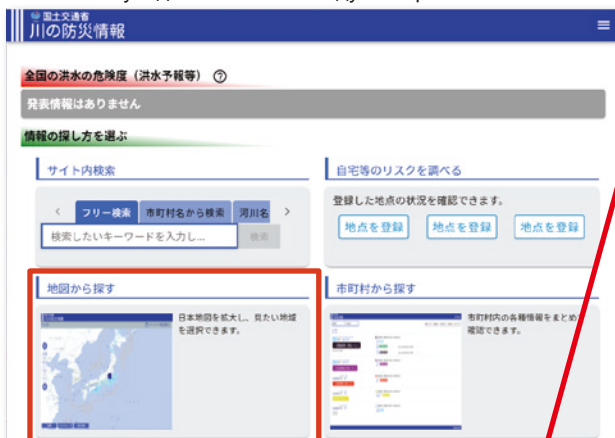 国土交通省
川の防災情報
全国の洪水の危険度（洪水予報等） ?
発表情報はありません
情報の探し方を選ぶ
サイト内検索
自宅等のリスクを調べる
登録した地点の状況を確認できます。
< フリー検索 市町村名から検索 河川名 >
地点を登録 地点を登録 地点を登録
検索したいキーワードを入力し... 検索
地図から探す
市町村から探す
日本地図を拡大し、見たい地域
を選択できます。
市町村内の各種情報をまとめ
確認できます。